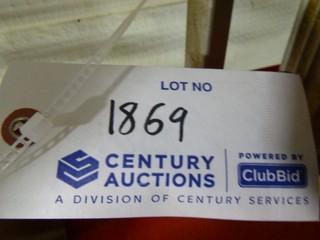 LOT NO
1869
CENTURY AUCTIONS
POWERED BY
ClubBid
A DIVISION OF CENTURY SERVICES